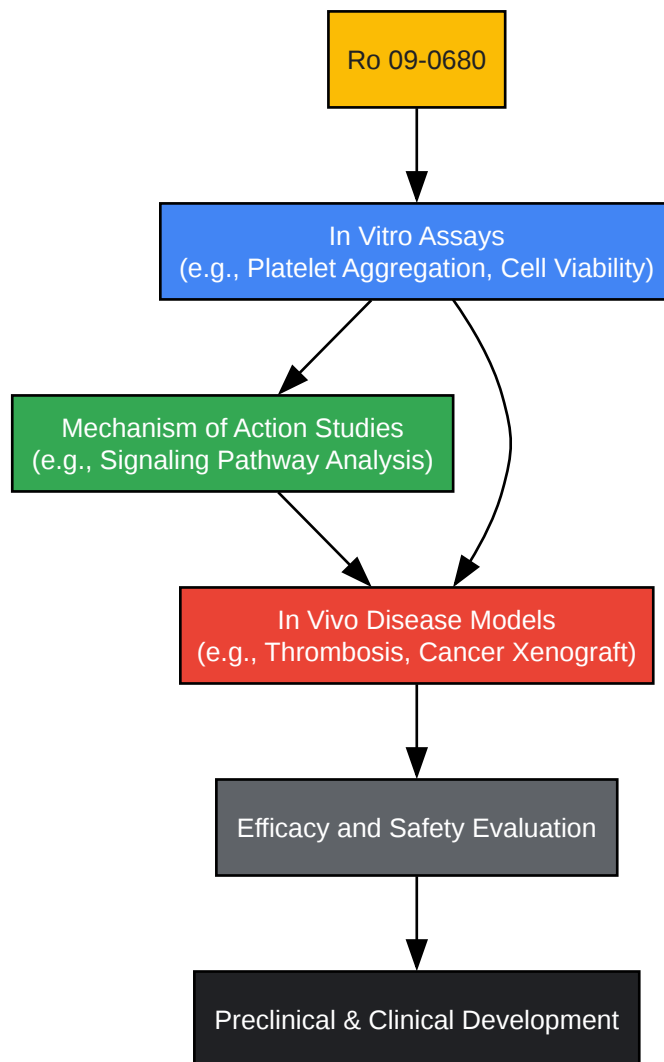 Ro 09-0680
In Vitro Assays
(e.g., Platelet Aggregation, Cell Viability)
Mechanism of Action Studies
(e.g., Signaling Pathway Analysis)
In Vivo Disease Models
(e.g., Thrombosis, Cancer Xenograft)
Efficacy and Safety Evaluation
Preclinical & Clinical Development